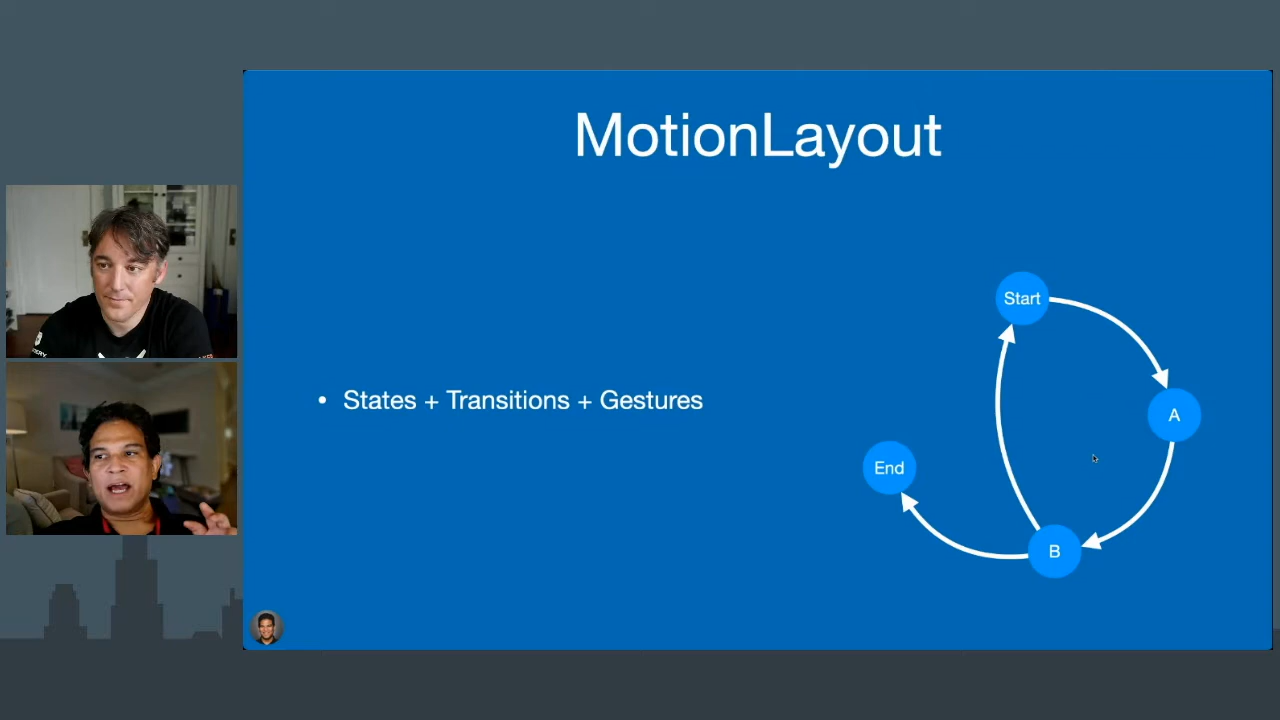 MotionLayout
• States + Transitions + Gestures
Start
A
End
B